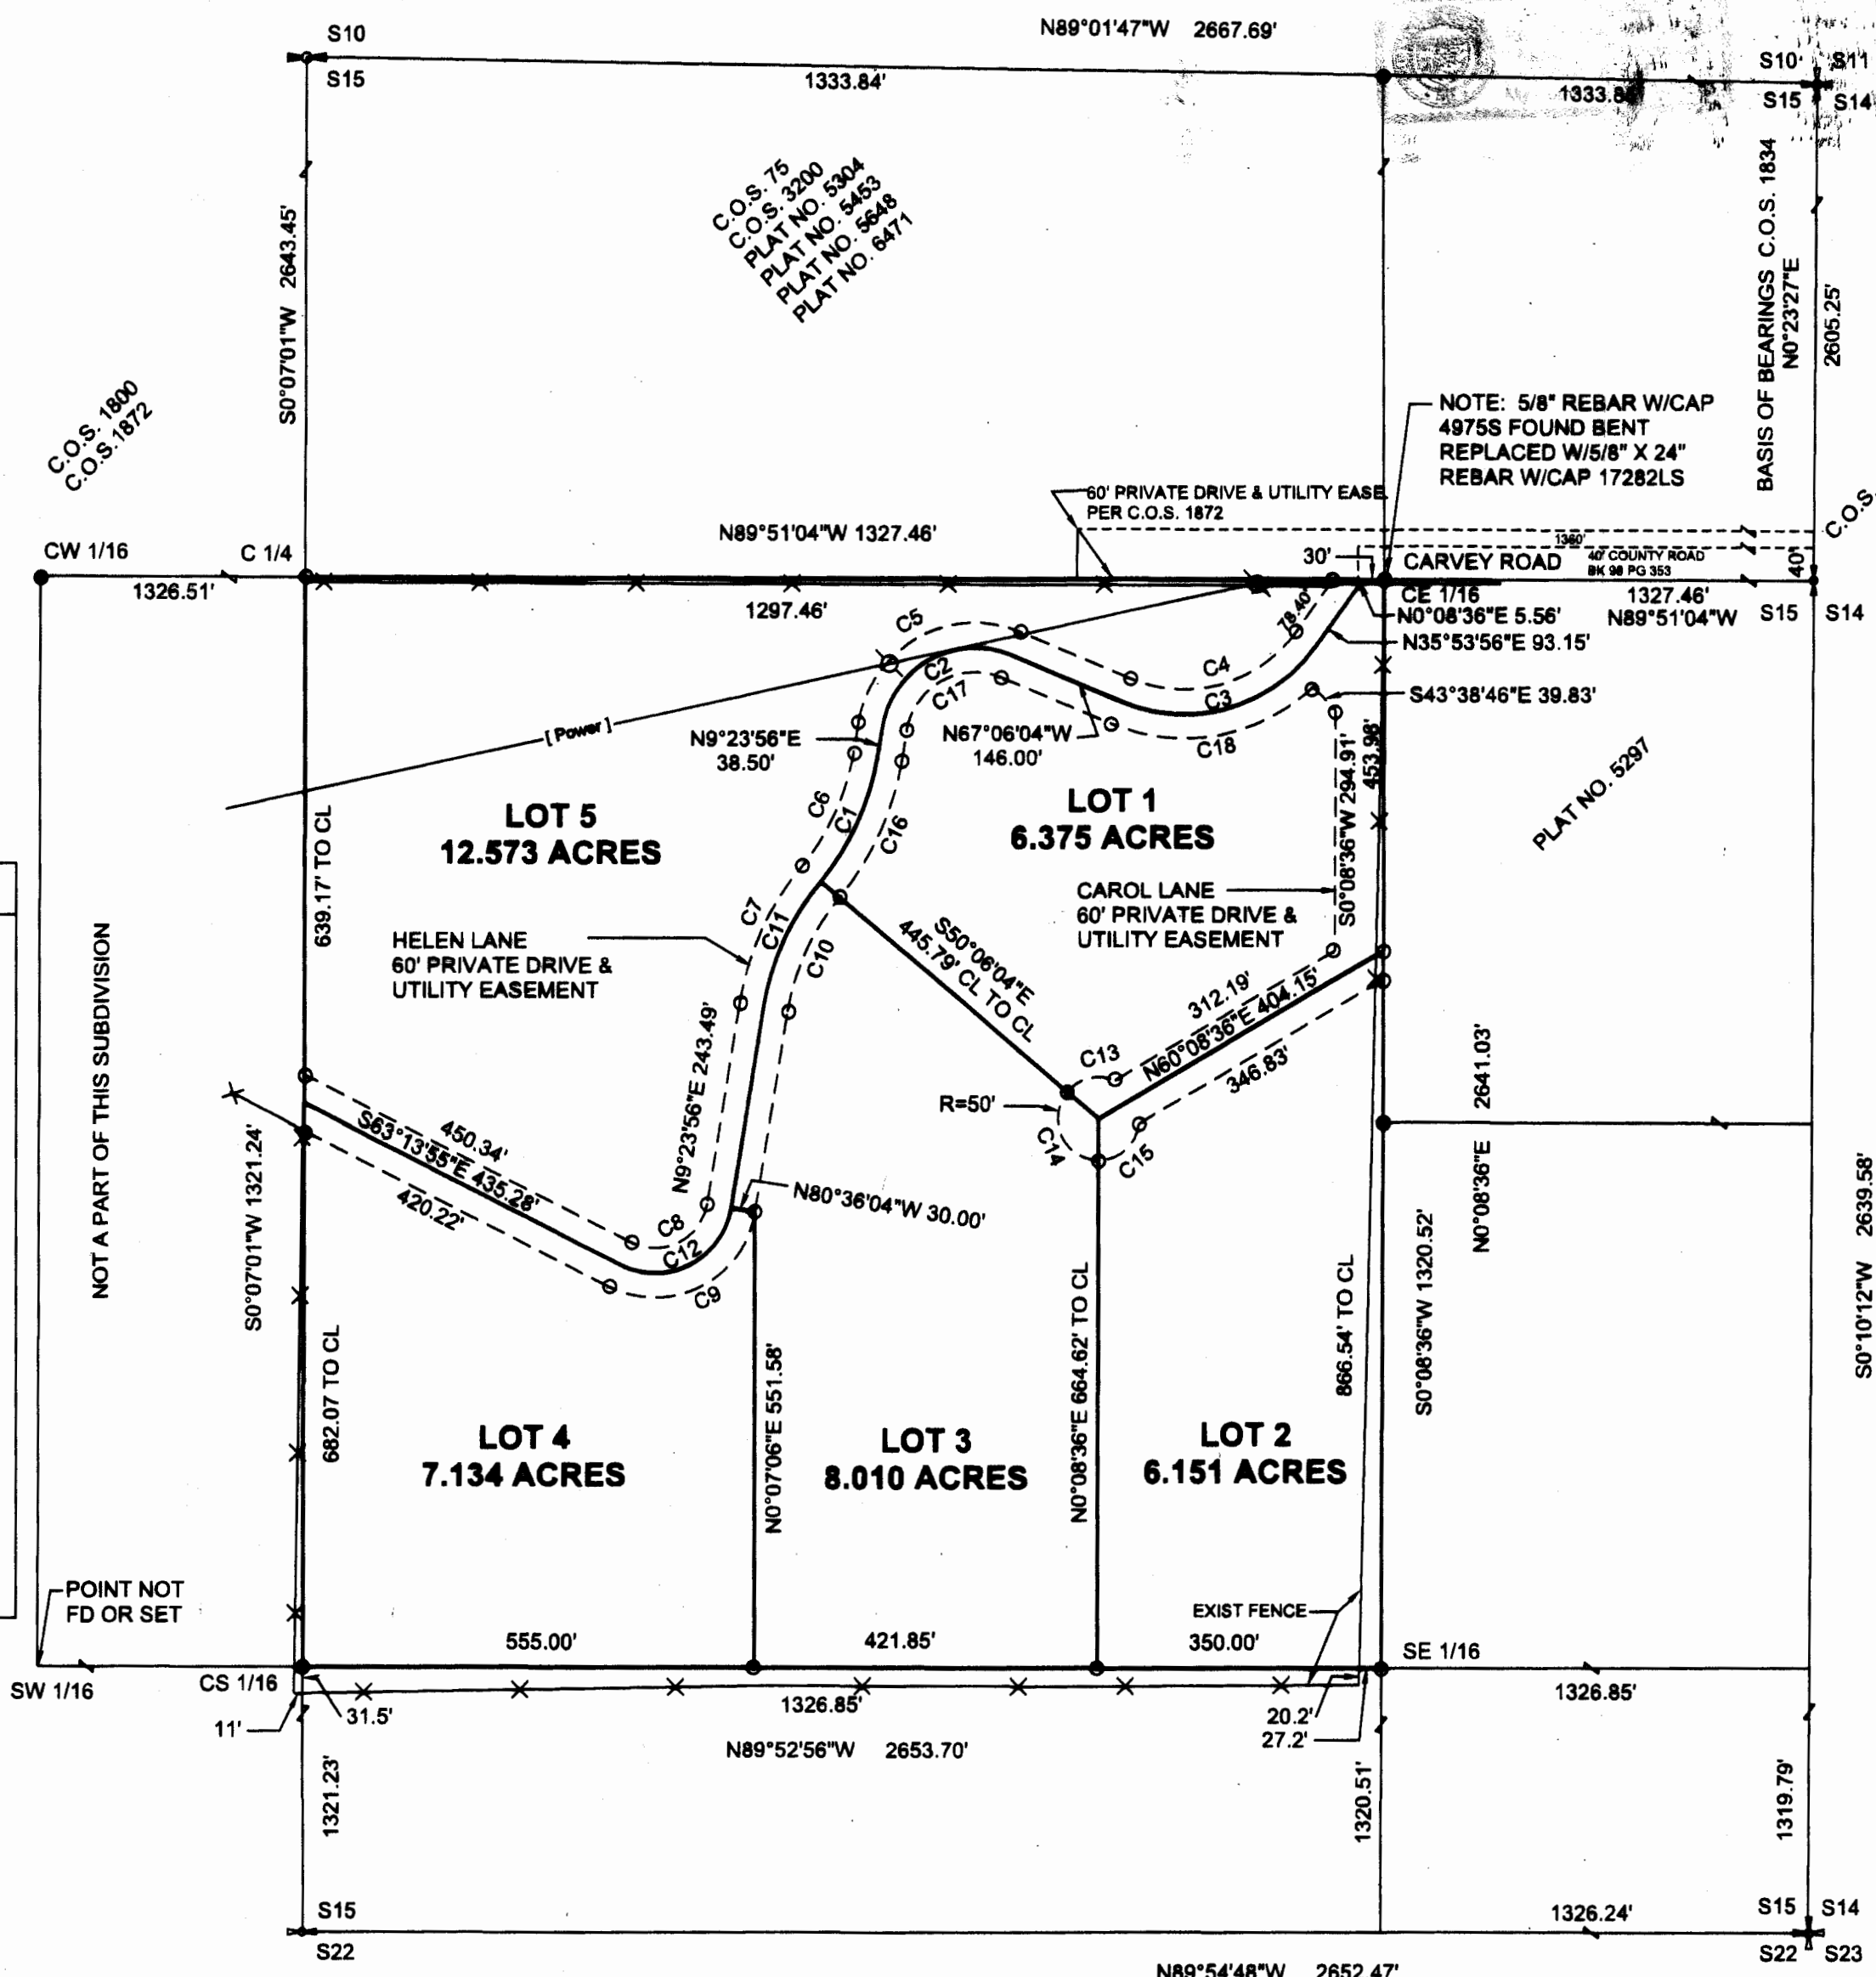 N89°01'47"W 2667.69'
S10
S15
1333.84'
S10
S11
S15
S14
C.O.S. 75
C.O.S. 3200
PLAT NO. 5304
PLAT NO. 5453
PLAT NO. 5648
PLAT NO. 6471
S0°07'01"W 2643.45'
BASIS OF BEARINGS C.O.S. 1834
N0°23'27"E
2605.25'
C.O.S. 1800
C.O.S. 1872
NOTE: 5/8" REBAR W/CAP
4975S FOUND BENT
REPLACED W/5/8" X 24"
REBAR W/CAP 17282LS
60' PRIVATE DRIVE & UTILITY EASE
PER C.O.S. 1872
C.O.S
N89°51'04"W 1327.46'
CW 1/16
C 1/4
1326.51'
1297.46'
30'
CARVEY ROAD
1360'
40' COUNTY ROAD
BK 98 PG 353
40'
CE 1/16
1327.46'
N89°51'04"W
S15
S14
N0°08'36"E 5.56'
N35°53'56"E 93.15'
78.40'
C5
C2
C17
C4
C3
C18
S43°38'46"E 39.83'
[ Power ]
N9°23'56"E
38.50'
N67°06'04"W
146.00'
453.98'
S0°08'36"W 294.91'
PLAT NO. 5297
LOT 5
12.573 ACRES
LOT 1
6.375 ACRES
C6
C1
C16
639.17' TO CL
C7
C11
C10
CAROL LANE
60' PRIVATE DRIVE &
UTILITY EASEMENT
HELEN LANE
60' PRIVATE DRIVE &
UTILITY EASEMENT
S50°06'04"E
445.79' CL TO CL
NOT A PART OF THIS SUBDIVISION
312.19'
N60°08'36"E 404.15'
346.83'
C13
R=50'
C14
C15
N9°23'56"E 243.49'
450.34'
S63°13'55"E 435.28'
420.22'
C8
C12
C9
N80°36'04"W 30.00'
S0°07'01"W 1321.24'
682.07 TO CL
N0°07'06"E 551.58'
N0°08'36"E 664.62' TO CL
866.54' TO CL
S0°08'36"W 1320.52'
N0°08'36"E 2641.03'
S0°10'12"W 2639.58'
LOT 4
7.134 ACRES
LOT 3
8.010 ACRES
LOT 2
6.151 ACRES
POINT NOT
FD OR SET
EXIST FENCE
555.00'
421.85'
350.00'
SE 1/16
SW 1/16
CS 1/16
11'
31.5'
1326.85'
20.2'
27.2'
1326.85'
N89°52'56"W 2653.70'
1321.23'
1320.51'
1319.79'
S15
S22
1326.24'
S15
S14
S22
S23
N89°54'48"W 2652.47'